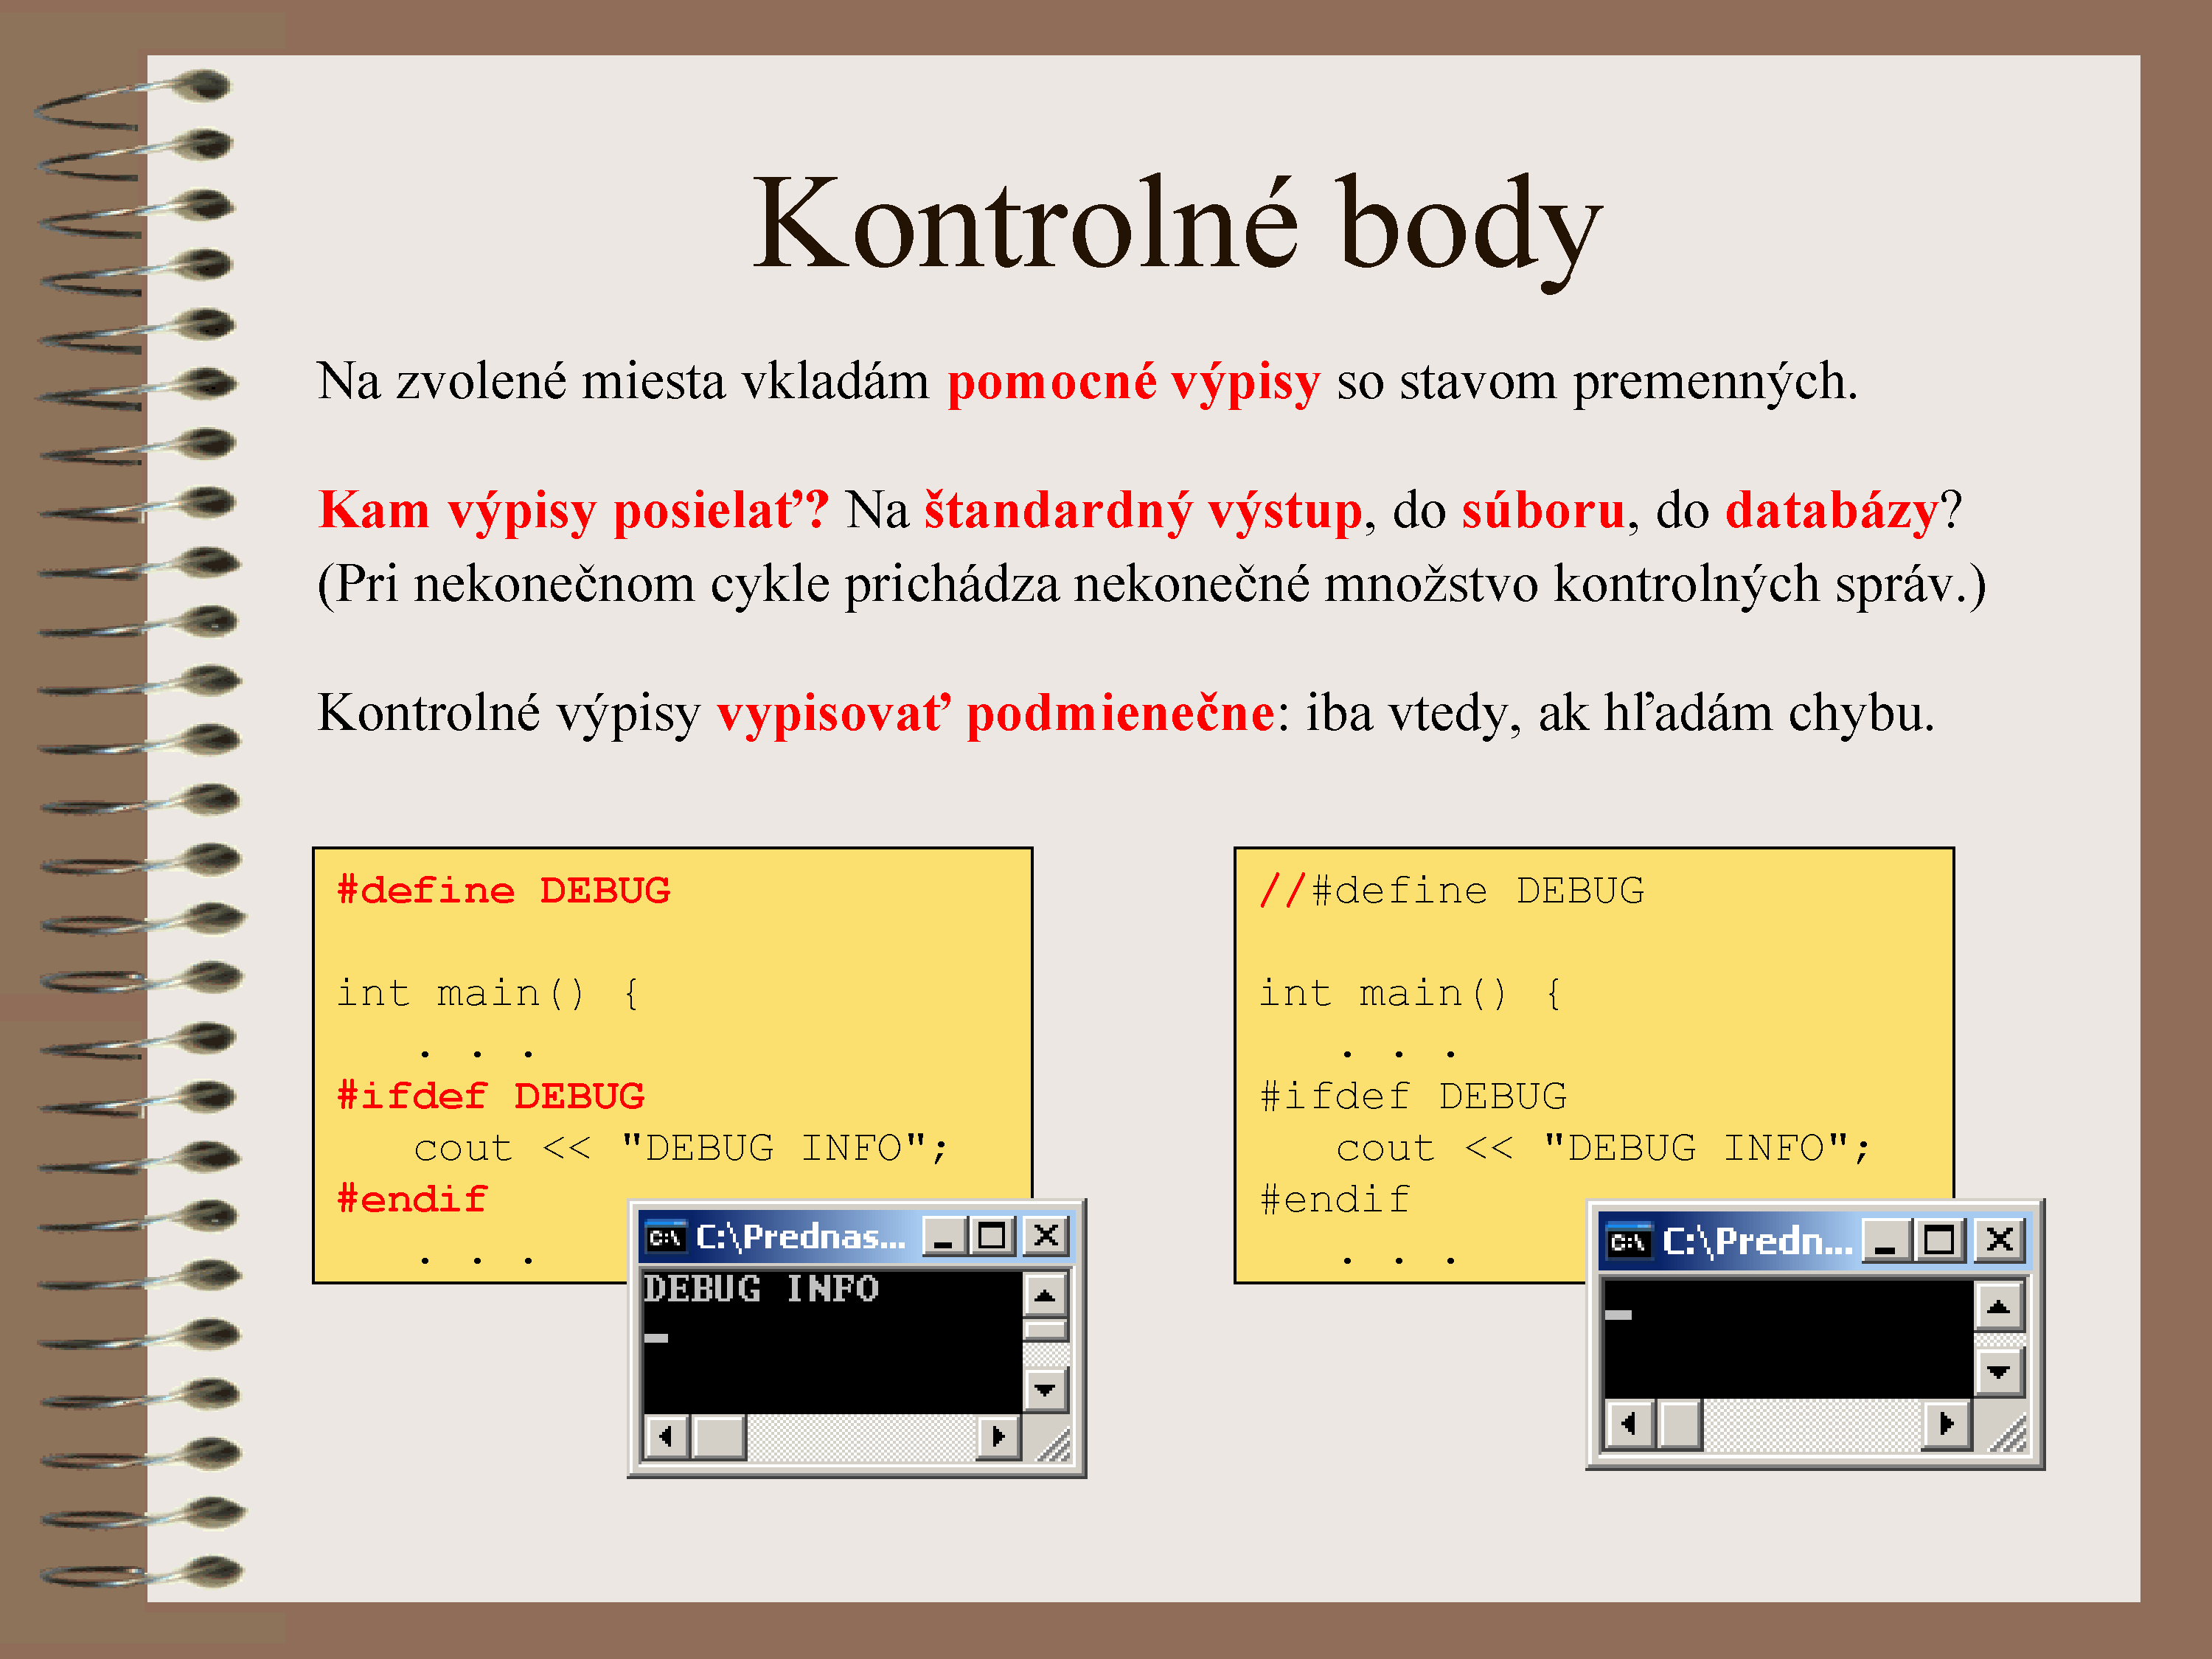 Kontrolné body
Na zvolené miesta vkladám pomocné výpisy so stavom premenných.
Kam výpisy posielať? Na štandardný výstup, do súboru, do databázy?
(Pri nekonečnom cykle prichádza nekonečné množstvo kontrolných správ.)
Kontrolné výpisy vypisovať podmienečne: iba vtedy, ak hľadám chybu.
#define DEBUG
int main() {
. . .
#ifdef DEBUG
cout << "DEBUG INFO";
#endif
. . .
C:\Prednas...
DEBUG INFO
//#define DEBUG
int main() {
. . .
#ifdef DEBUG
cout << "DEBUG INFO";
#endif
. . .
C:\Predn...